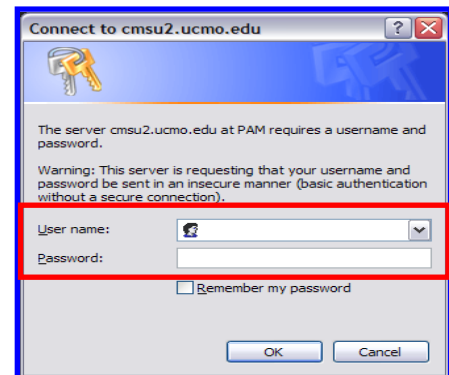 Connect to cmsu2.ucmo.edu
The server cmsu2.ucmo.edu at PAM requires a username and
password.
Warning: This server is requesting that your username and
password be sent in an insecure manner (basic authentication
without a secure connection).
User name:
Password:
Remember my password
OK Cancel